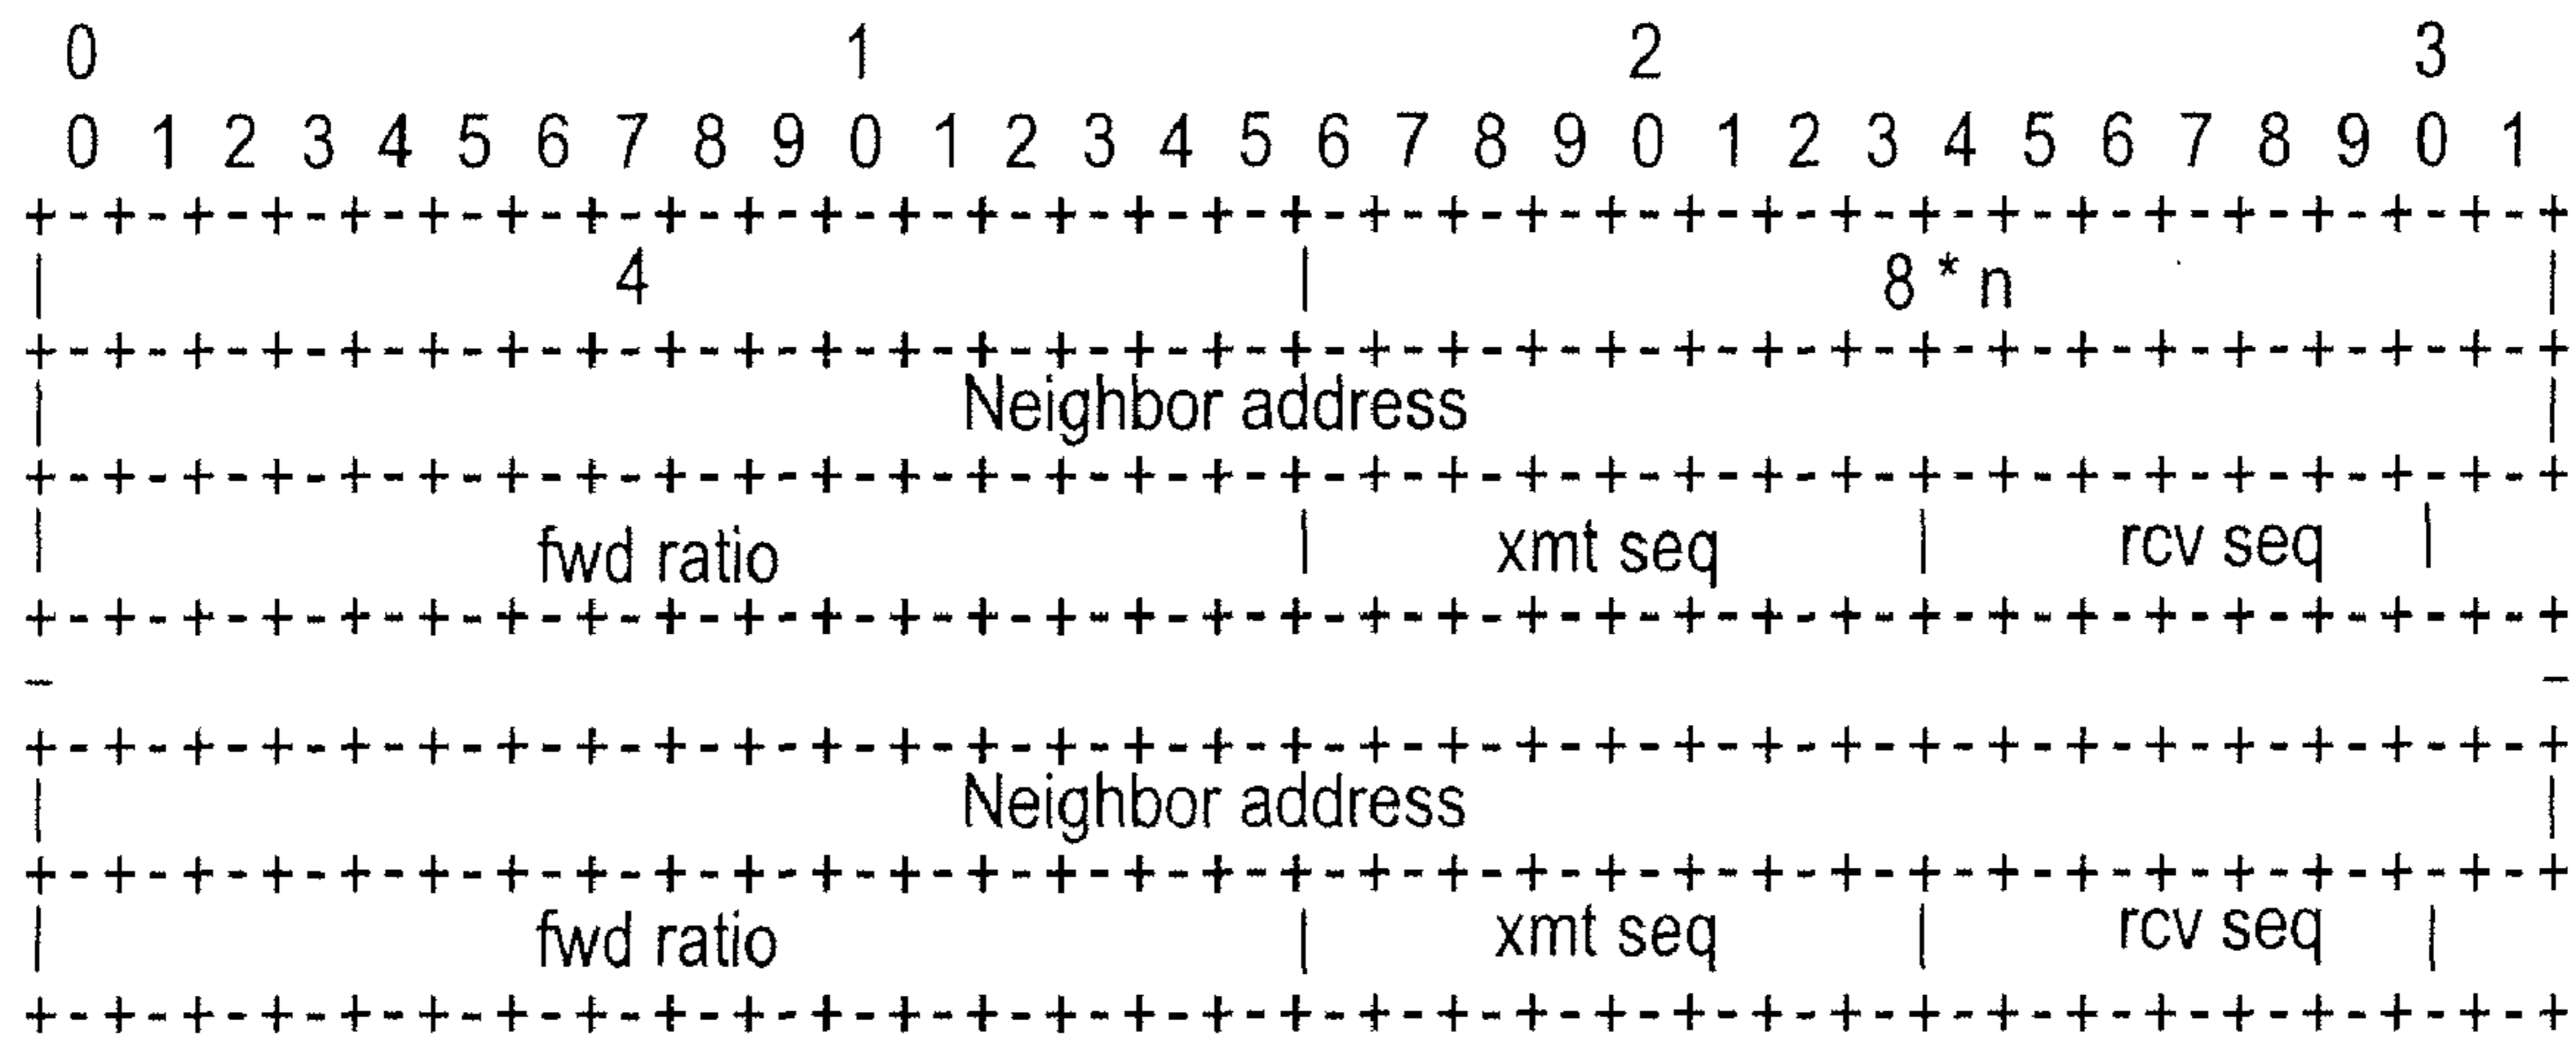 0 1 2 3
0 1 2 3 4 5 6 7 8 9 0 1 2 3 4 5 6 7 8 9 0 1 2 3 4 5 6 7 8 9 0 1
+-+-+-+-+-+-+-+-+-+-+-+-+-+-+-+-+-+-+-+-+-+-+-+-+-+-+-+-+-+-+-+-+
| 4 | 8 * n |
+-+-+-+-+-+-+-+-+-+-+-+-+-+-+-+-+-+-+-+-+-+-+-+-+-+-+-+-+-+-+-+-+
| Neighbor address |
+-+-+-+-+-+-+-+-+-+-+-+-+-+-+-+-+-+-+-+-+-+-+-+-+-+-+-+-+-+-+-+-+
| fwd ratio | xmt seq | rcv seq |
+-+-+-+-+-+-+-+-+-+-+-+-+-+-+-+-+-+-+-+-+-+-+-+-+-+-+-+-+-+-+-+-+
- -
+-+-+-+-+-+-+-+-+-+-+-+-+-+-+-+-+-+-+-+-+-+-+-+-+-+-+-+-+-+-+-+-+
| Neighbor address |
+-+-+-+-+-+-+-+-+-+-+-+-+-+-+-+-+-+-+-+-+-+-+-+-+-+-+-+-+-+-+-+-+
| fwd ratio | xmt seq | rcv seq |
+-+-+-+-+-+-+-+-+-+-+-+-+-+-+-+-+-+-+-+-+-+-+-+-+-+-+-+-+-+-+-+-+